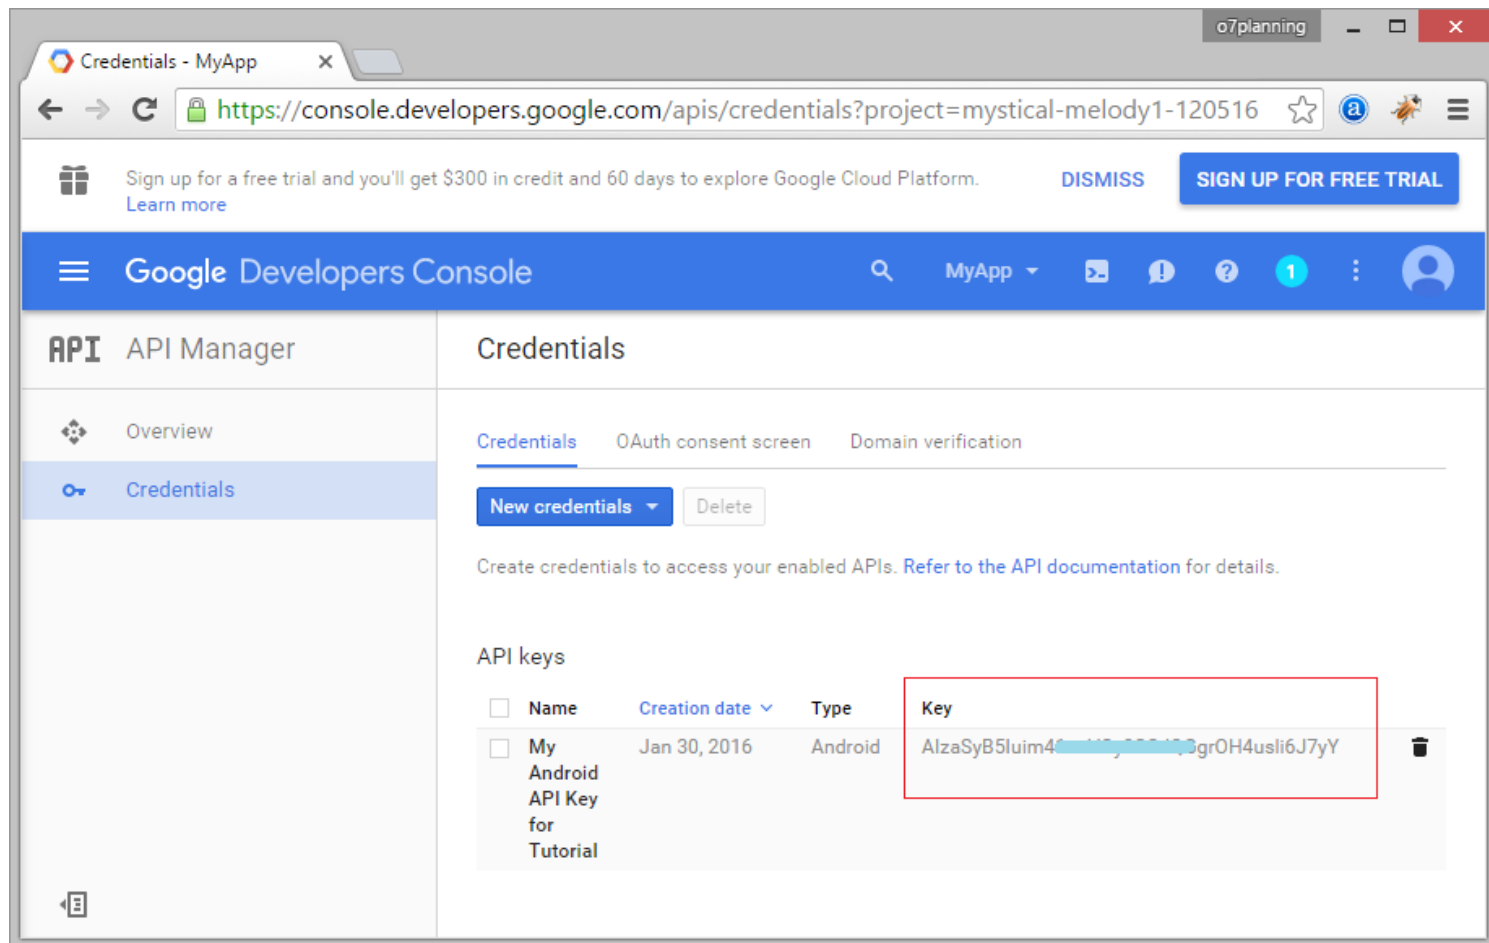 o7planning
Credentials - MyApp
https://console.developers.google.com/apis/credentials?project=mystical-melody1-120516
Sign up for a free trial and you'll get $300 in credit and 60 days to explore Google Cloud Platform.
Learn more
DISMISS
SIGN UP FOR FREE TRIAL
Google Developers Console
MyApp
1
API API Manager
Credentials
Overview
Credentials
Credentials OAuth consent screen Domain verification
New credentials Delete
Create credentials to access your enabled APIs. Refer to the API documentation for details.
API keys
Name Creation date Type Key
My Jan 30, 2016 Android
Android
API Key
for
Tutorial